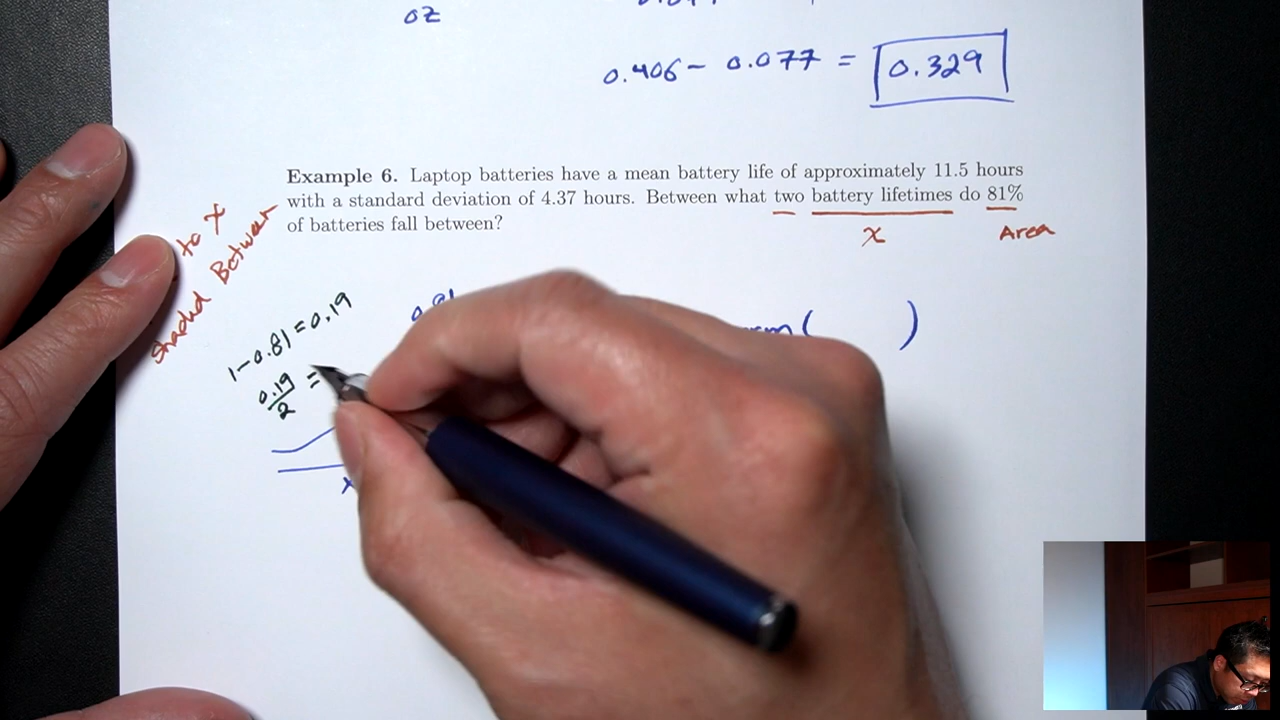 oz
0.406 - 0.077 = 0.329
Example 6. Laptop batteries have a mean battery life of approximately 11.5 hours
with a standard deviation of 4.37 hours. Between what two battery lifetimes do 81%
of batteries fall between?
x
Area
to x
Shaded Between
1-0.81=0.19
0.19/2 =
( )